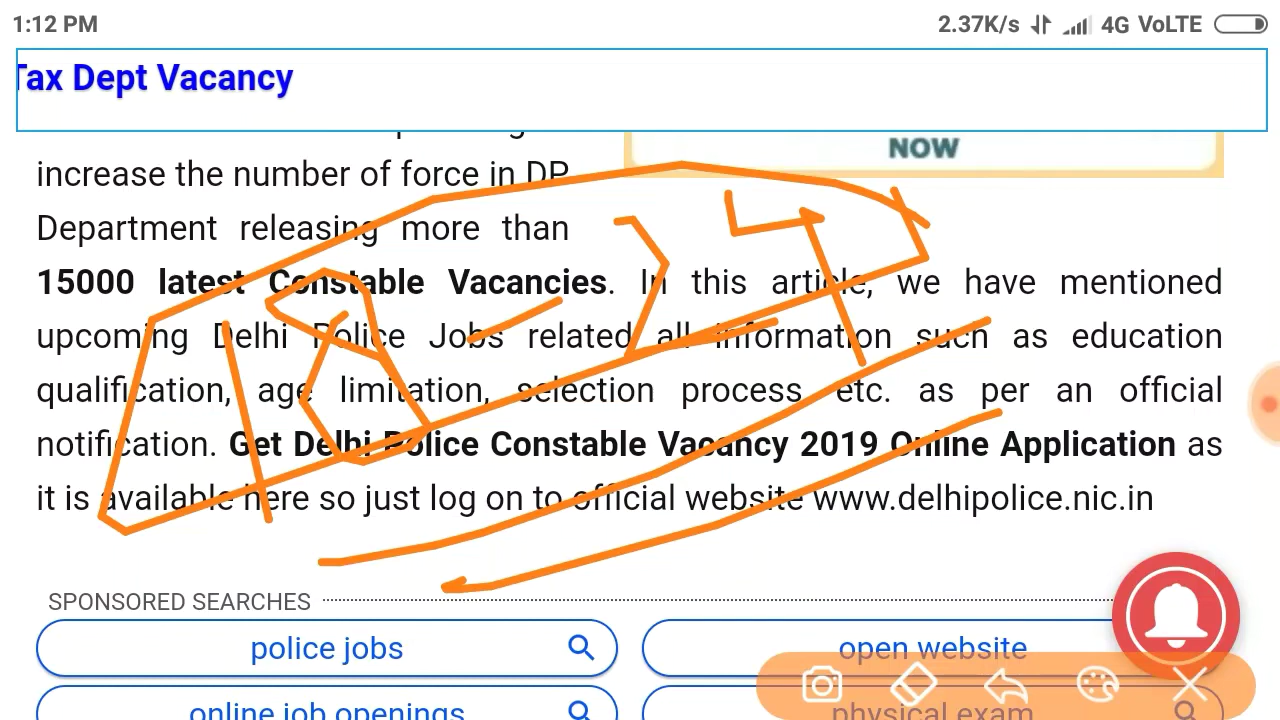 1:12 PM 2.37K/s 4G VoLTE
Tax Dept Vacancy
NOW
increase the number of force in DP
Department releasing more than
15000 latest Constable Vacancies. In this article, we have mentioned
upcoming Delhi Police Jobs related all information such as education
qualification, age limitation, selection process etc. as per an official
notification. Get Delhi Police Constable Vacancy 2019 Online Application as
it is available here so just log on to official website www.delhipolice.nic.in
18-24
SPONSORED SEARCHES
police jobs
open website
online job openings
physical exam